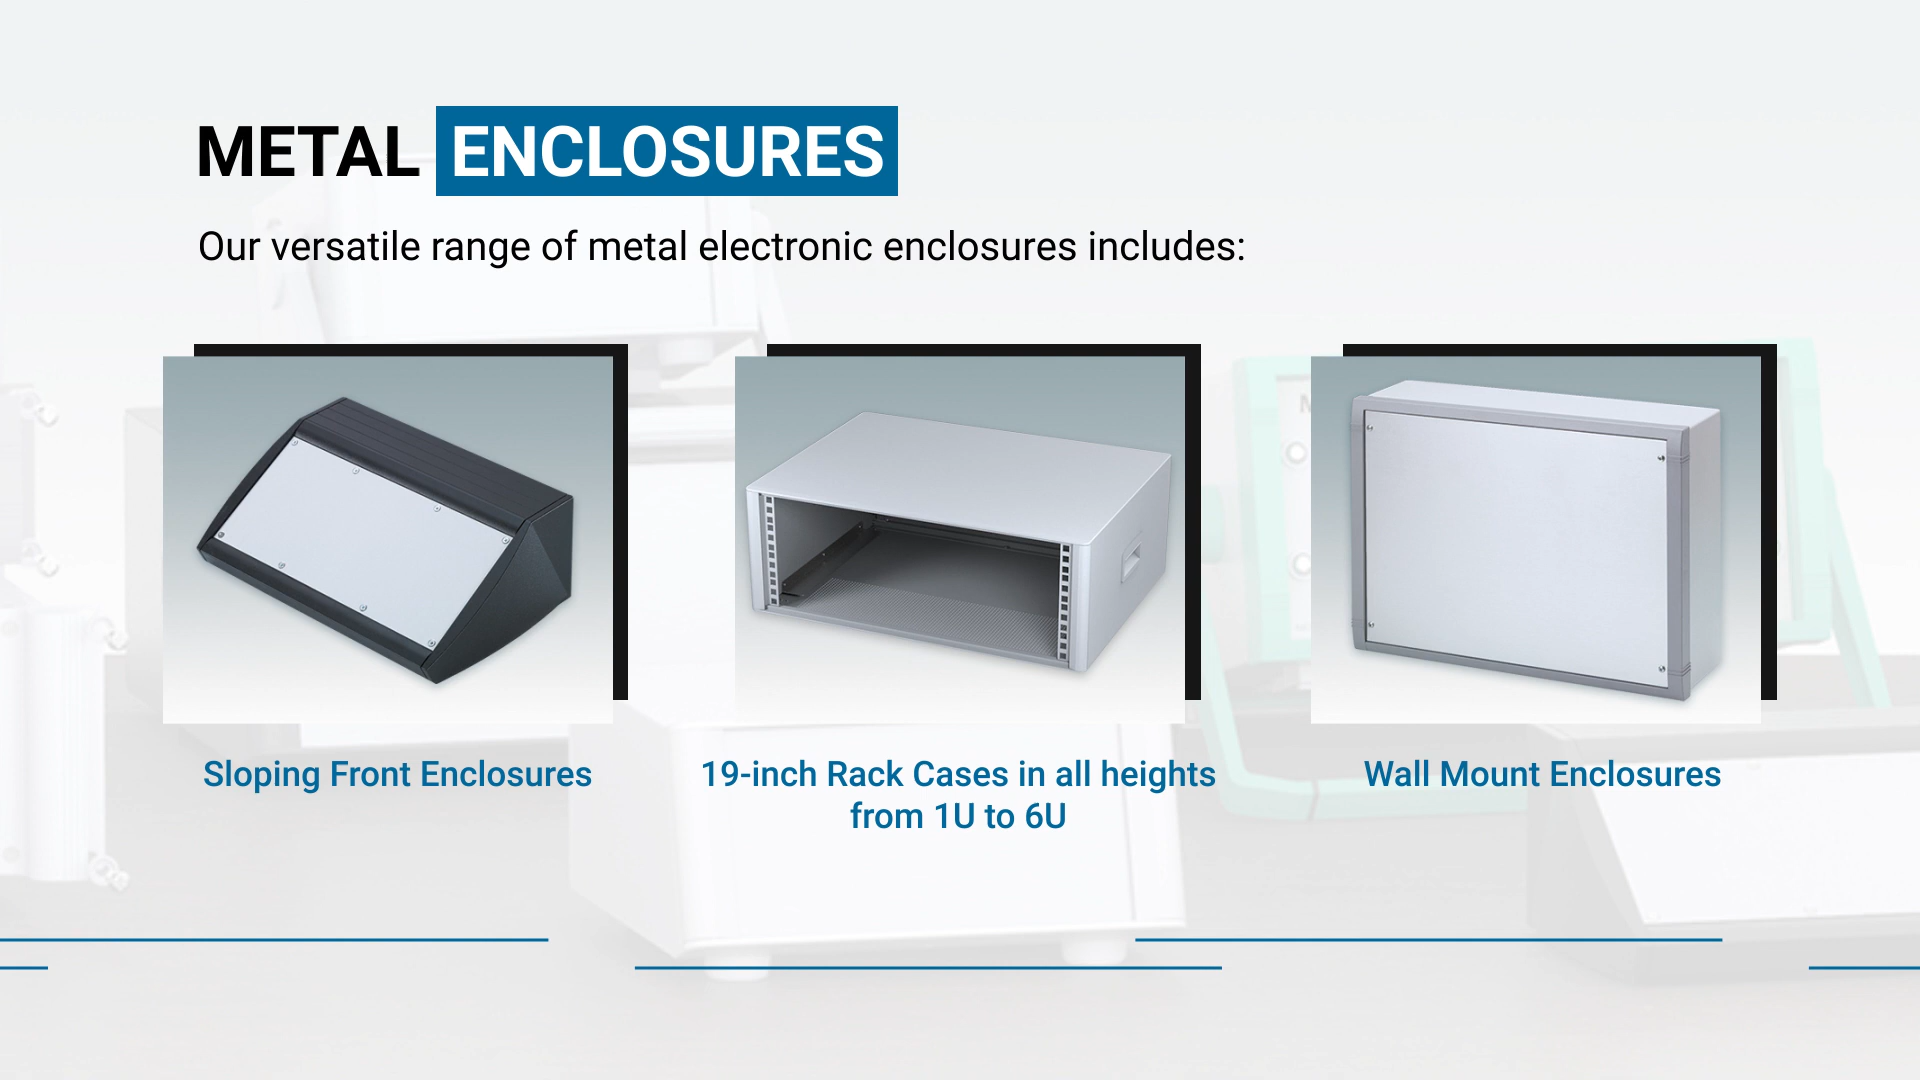 METAL ENCLOSURES
Our versatile range of metal electronic enclosures includes:
Sloping Front Enclosures
19-inch Rack Cases in all heights
from 1U to 6U
Wall Mount Enclosures